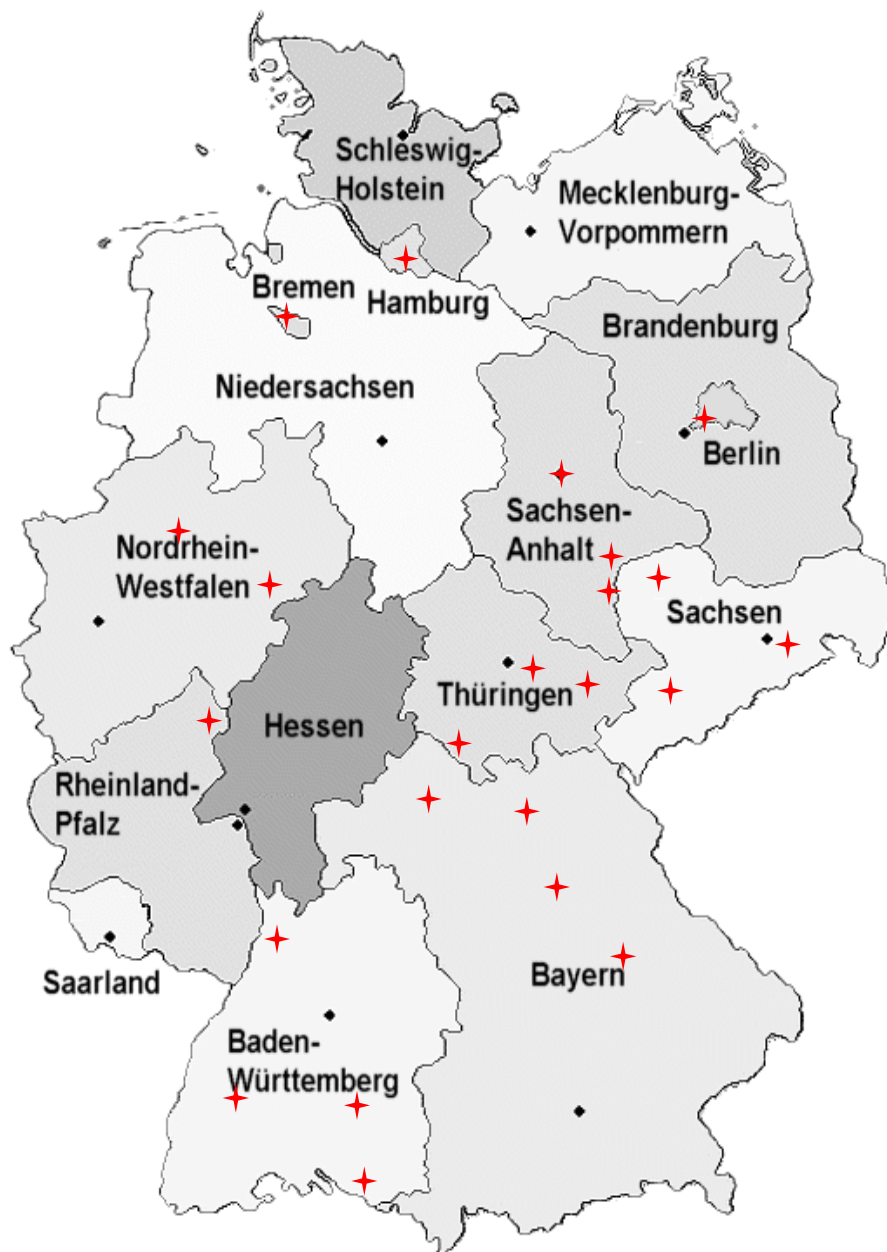 Schleswig-
Holstein
Mecklenburg-
Vorpommern
Bremen
Hamburg
Brandenburg
Niedersachsen
Berlin
Sachsen-
Anhalt
Nordrhein-
Westfalen
Sachsen
Thüringen
Hessen
Rheinland-
Pfalz
Saarland
Bayern
Baden-
Württemberg